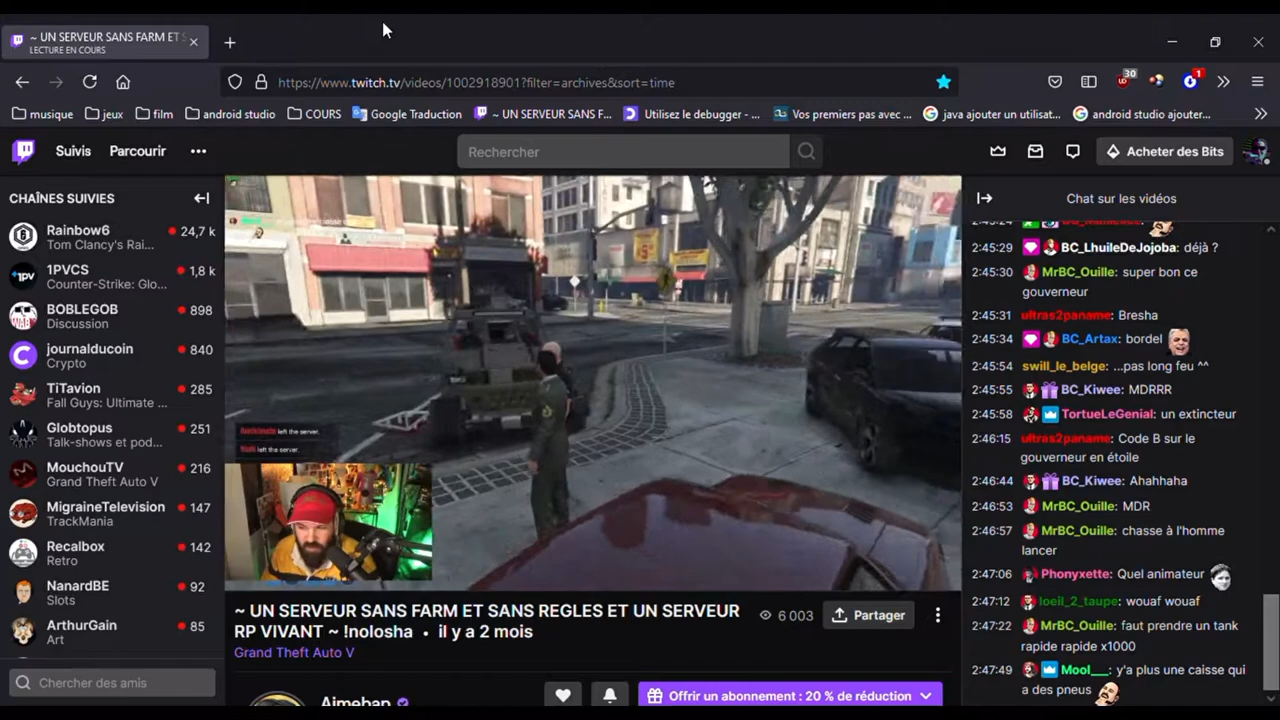 ~ UN SERVEUR SANS FARM ET S
LECTURE EN COURS
https://www.twitch.tv/videos/1002918901?filter=archives&sort=time
30
1
musique
jeux
film
android studio
COURS
Google Traduction
~ UN SERVEUR SANS F...
Utilisez le debugger - ...
Vos premiers pas avec ...
java ajouter un utilisat...
android studio ajouter...
Suivis
Parcourir
Rechercher
Acheter des Bits
CHAÎNES SUIVIES
Rainbow6 24,7 k
Tom Clancy's Rai...
1PVCS 1,8 k
Counter-Strike: Glo...
BOBLEGOB 898
Discussion
journalducoin 840
Crypto
TiTavion 285
Fall Guys: Ultimate ...
Globtopus 251
Talk-shows et pod...
MouchouTV 216
Grand Theft Auto V
MigraineTelevision 147
TrackMania
Recalbox 142
Retro
NanardBE 92
Slots
ArthurGain 85
Art
Chercher des amis
left the server.
left the server.
~ UN SERVEUR SANS FARM ET SANS REGLES ET UN SERVEUR
RP VIVANT ~ !nolosha • il y a 2 mois
Grand Theft Auto V
6 003
Partager
Aimeban
Offrir un abonnement : 20 % de réduction
Chat sur les vidéos
2:45:24
2:45:29 BC_LhuileDeJojoba: déjà ?
2:45:30 MrBC_Ouille: super bon ce
gouverneur
2:45:31 ultras2paname: Bresha
2:45:34 BC_Artax: bordel
2:45:54 swill_le_belge: ...pas long feu ^^
2:45:55 BC_Kiwee: MDRRR
2:45:58 TortueLeGenial: un extincteur
2:46:15 ultras2paname: Code B sur le
gouverneur en étoile
2:46:44 BC_Kiwee: Ahahhaha
2:46:53 MrBC_Ouille: MDR
2:46:57 MrBC_Ouille: chasse à l'homme
lancer
2:47:06 Phonyxette: Quel animateur
2:47:12 loeil_2_taupe: wouaf wouaf
2:47:22 MrBC_Ouille: faut prendre un tank
rapide rapide x1000
2:47:49 Mool___: y'a plus une caisse qui
a des pneus